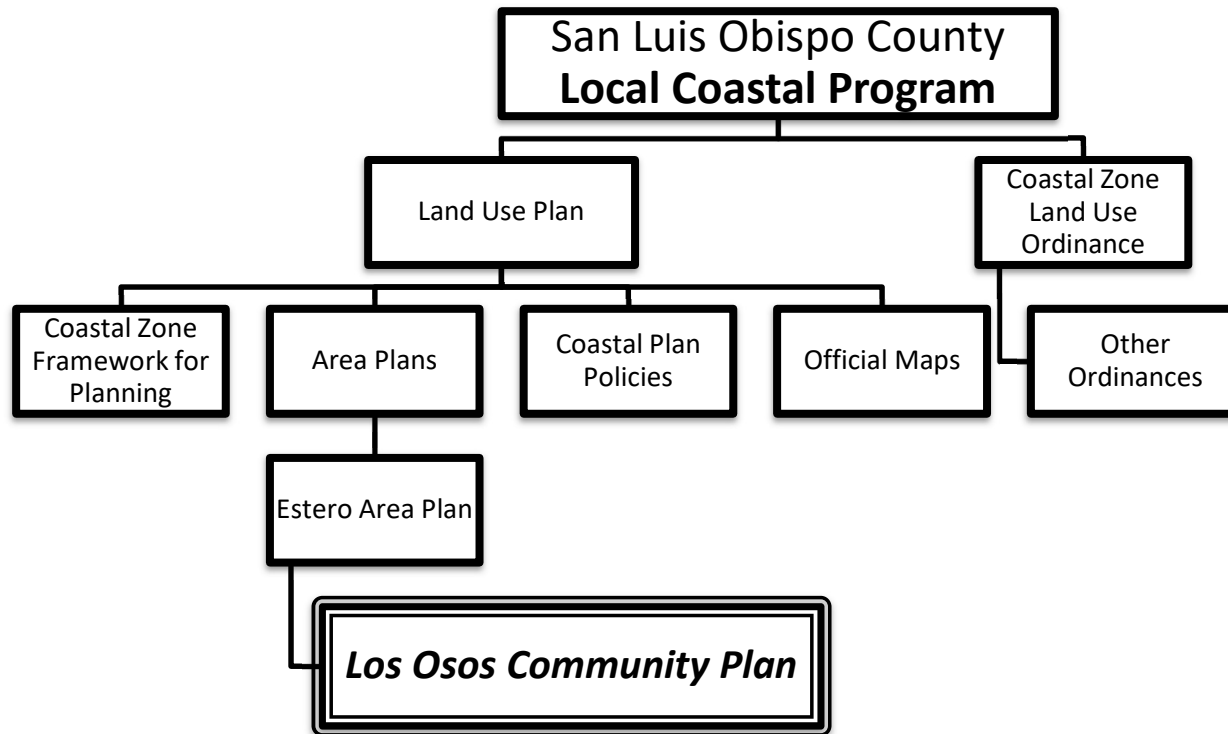 San Luis Obispo County
Local Coastal Program
Land Use Plan
Coastal Zone
Land Use
Ordinance
Coastal Zone
Framework for
Planning
Area Plans
Coastal Plan
Policies
Official Maps
Other
Ordinances
Estero Area Plan
Los Osos Community Plan